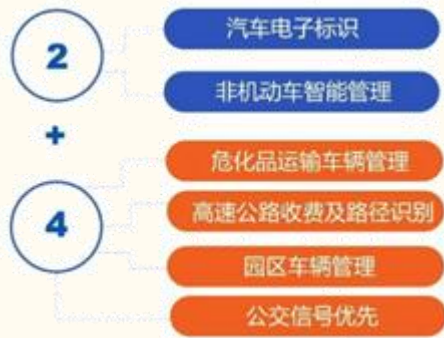 2
汽车电子标识
非机动车智能管理
+
危化品运输车辆管理
4
高速公路收费及路径识别
园区车辆管理
公交信号优先